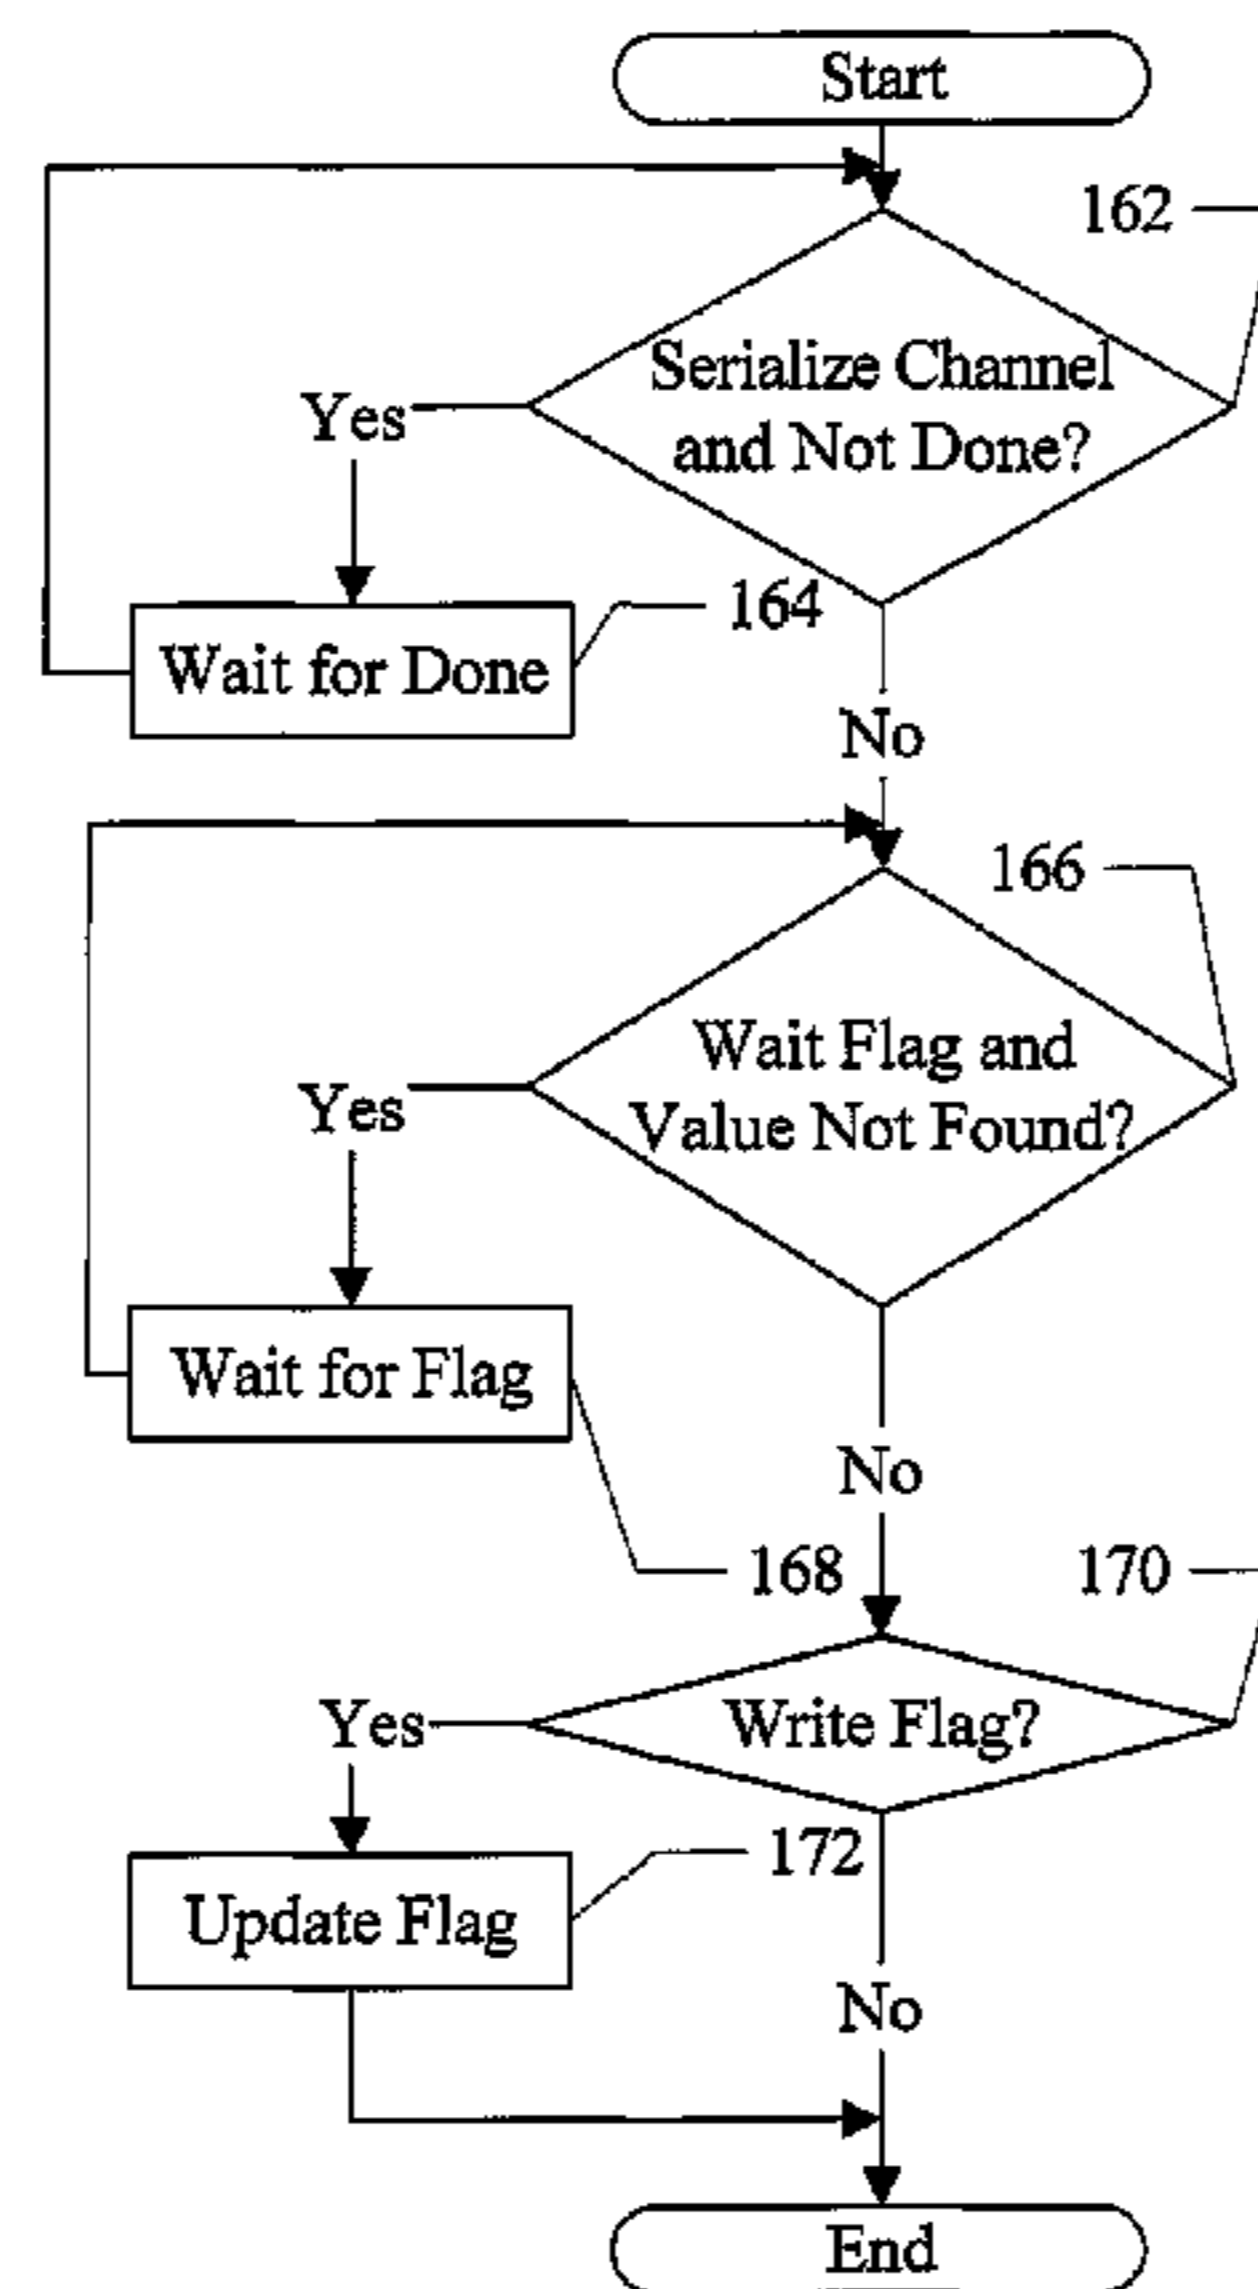 Start
162
Serialize Channel
and Not Done?
Yes
164
Wait for Done
No
166
Wait Flag and
Value Not Found?
Yes
Wait for Flag
No
168
170
Write Flag?
Yes
172
Update Flag
No
End